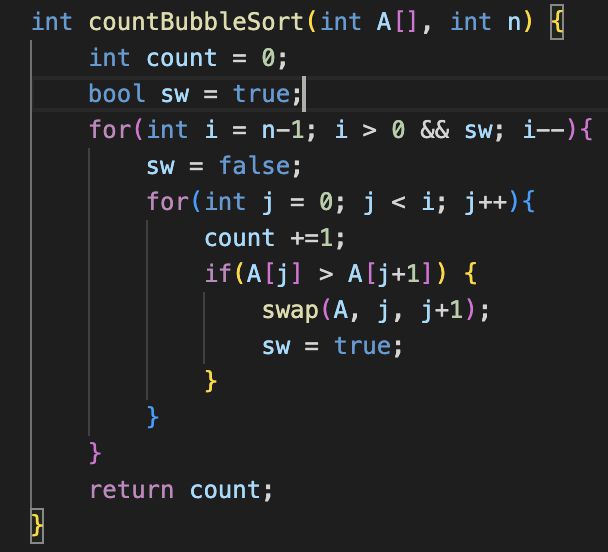 int countBubbleSort(int A[], int n) {
    int count = 0;
    bool sw = true;
    for(int i = n-1; i > 0 && sw; i--){
        sw = false;
        for(int j = 0; j < i; j++){
            count +=1;
            if(A[j] > A[j+1]) {
                swap(A, j, j+1);
                sw = true;
            }
        }
    }
    return count;
}